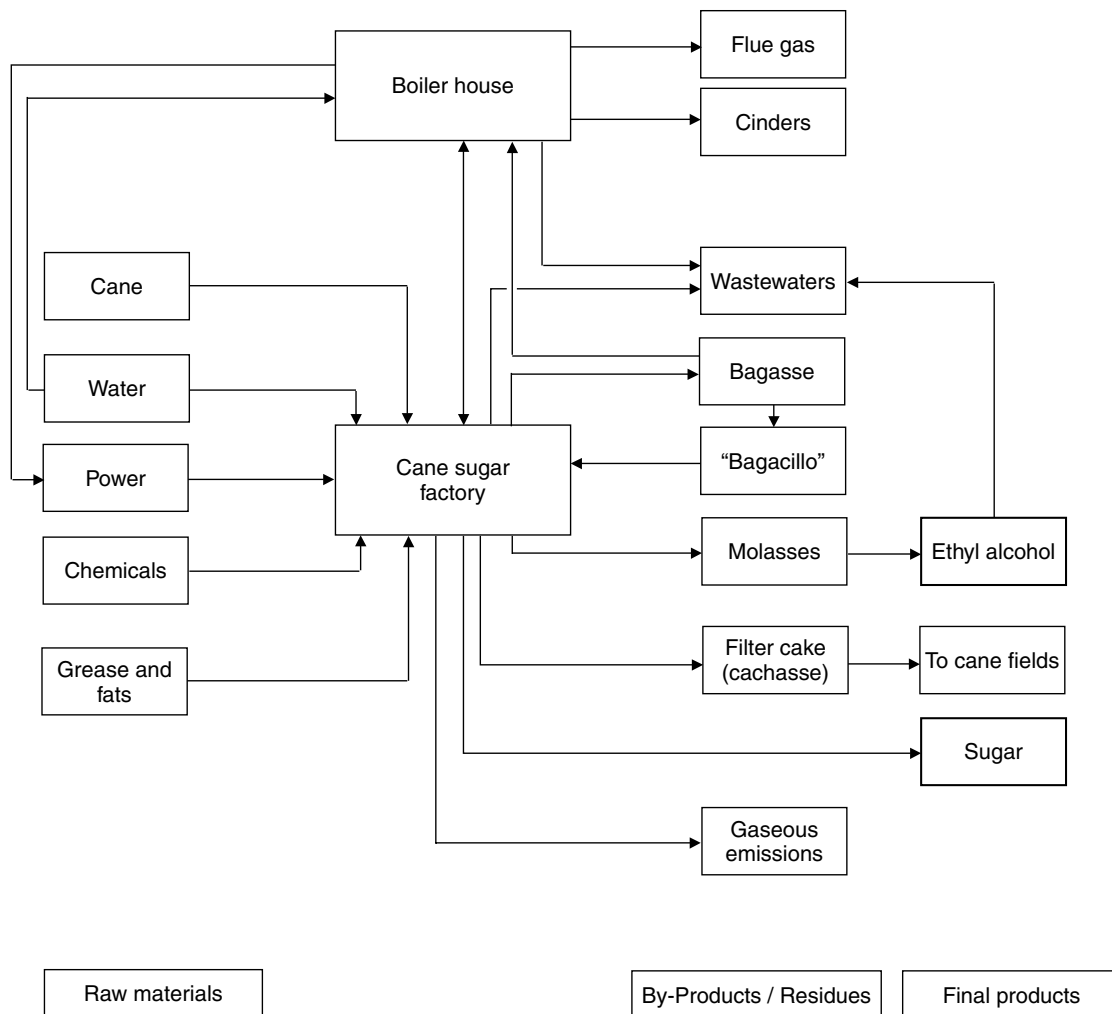 Flue gas
Boiler house
Cinders
Cane
Wastewaters
Water
Bagasse
Power
Cane sugar
factory
“Bagacillo”
Chemicals
Molasses
Ethyl alcohol
Grease and
fats
Filter cake
(cachasse)
To cane fields
Sugar
Gaseous
emissions
Raw materials
By-Products / Residues
Final products